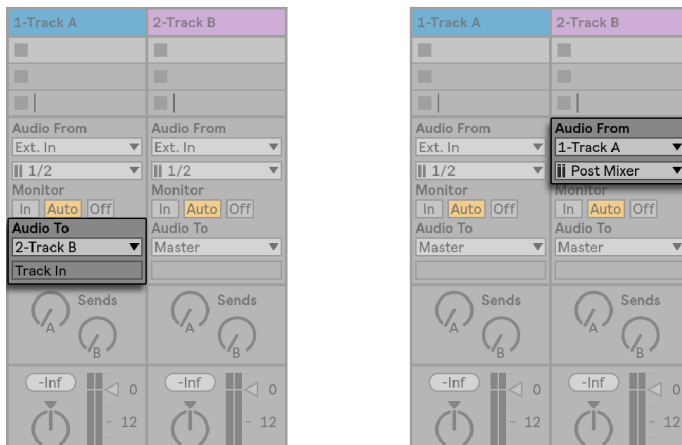 1-Track A
2-Track B
Audio From
Audio From
Ext. In
Ext. In
1/2
1/2
Monitor
Monitor
In Auto Off
In Auto Off
Audio To
Audio To
2-Track B
Master
Track In
Sends
Sends
A
A
B
B
-Inf
0
-Inf
0
12
12
1-Track A
2-Track B
Audio From
Audio From
Ext. In
1-Track A
1/2
Post Mixer
Monitor
Monitor
In Auto Off
In Auto Off
Audio To
Audio To
Master
Master
Sends
Sends
A
A
B
B
-Inf
0
-Inf
0
12
12